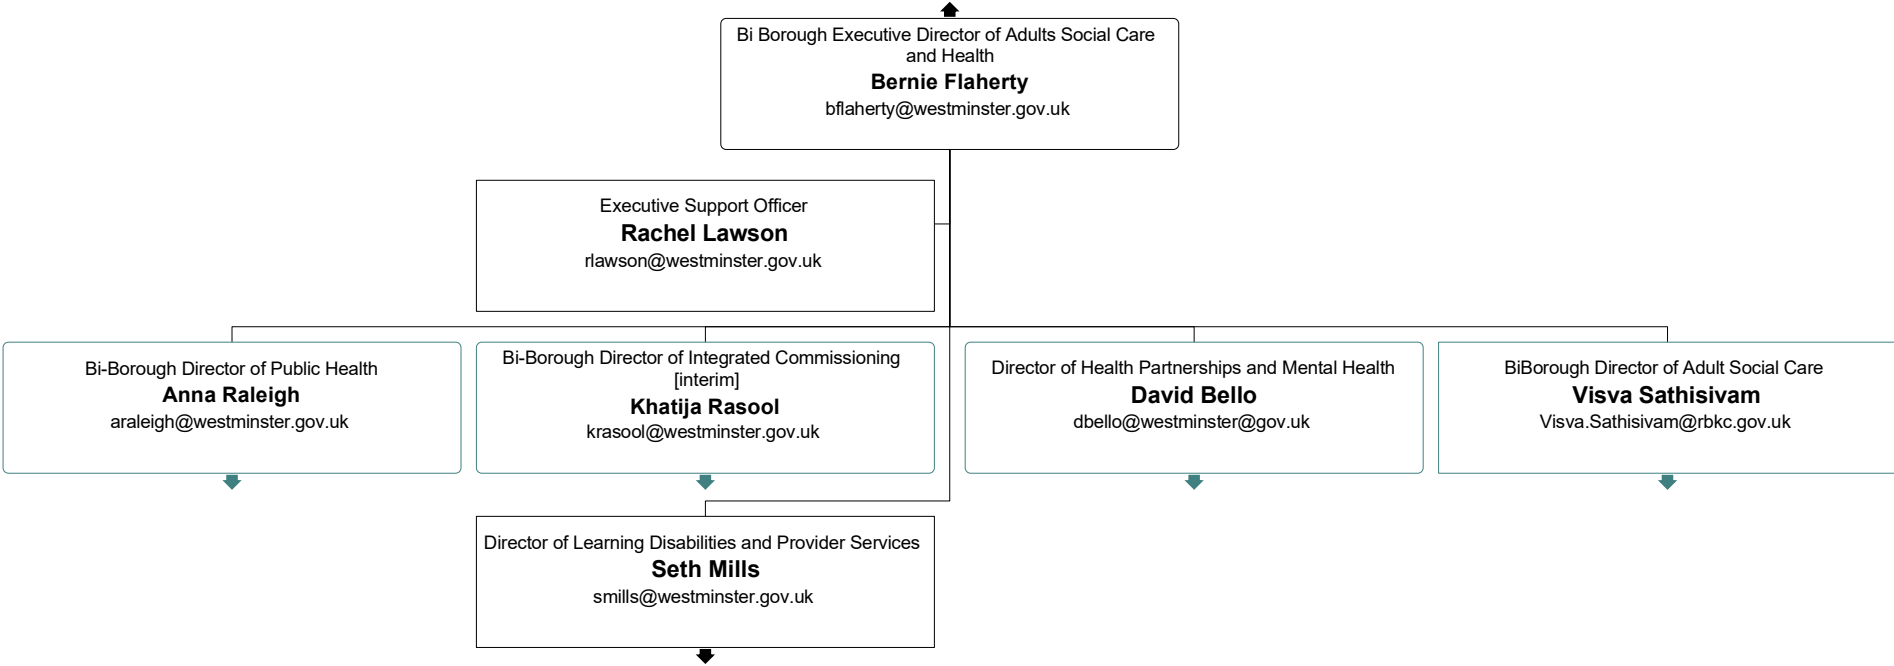 Bi Borough Executive Director of Adults Social Care
and Health
Bernie Flaherty
bflaherty@westminster.gov.uk
Executive Support Officer
Rachel Lawson
rlawson@westminster.gov.uk
Bi-Borough Director of Public Health
Anna Raleigh
araleigh@westminster.gov.uk
Bi-Borough Director of Integrated Commissioning
[interim]
Khatija Rasool
krasool@westminster.gov.uk
Director of Health Partnerships and Mental Health
David Bello
dbello@westminster@gov.uk
BiBorough Director of Adult Social Care
Visva Sathisivam
Visva.Sathisivam@rbkc.gov.uk
Director of Learning Disabilities and Provider Services
Seth Mills
smills@westminster.gov.uk